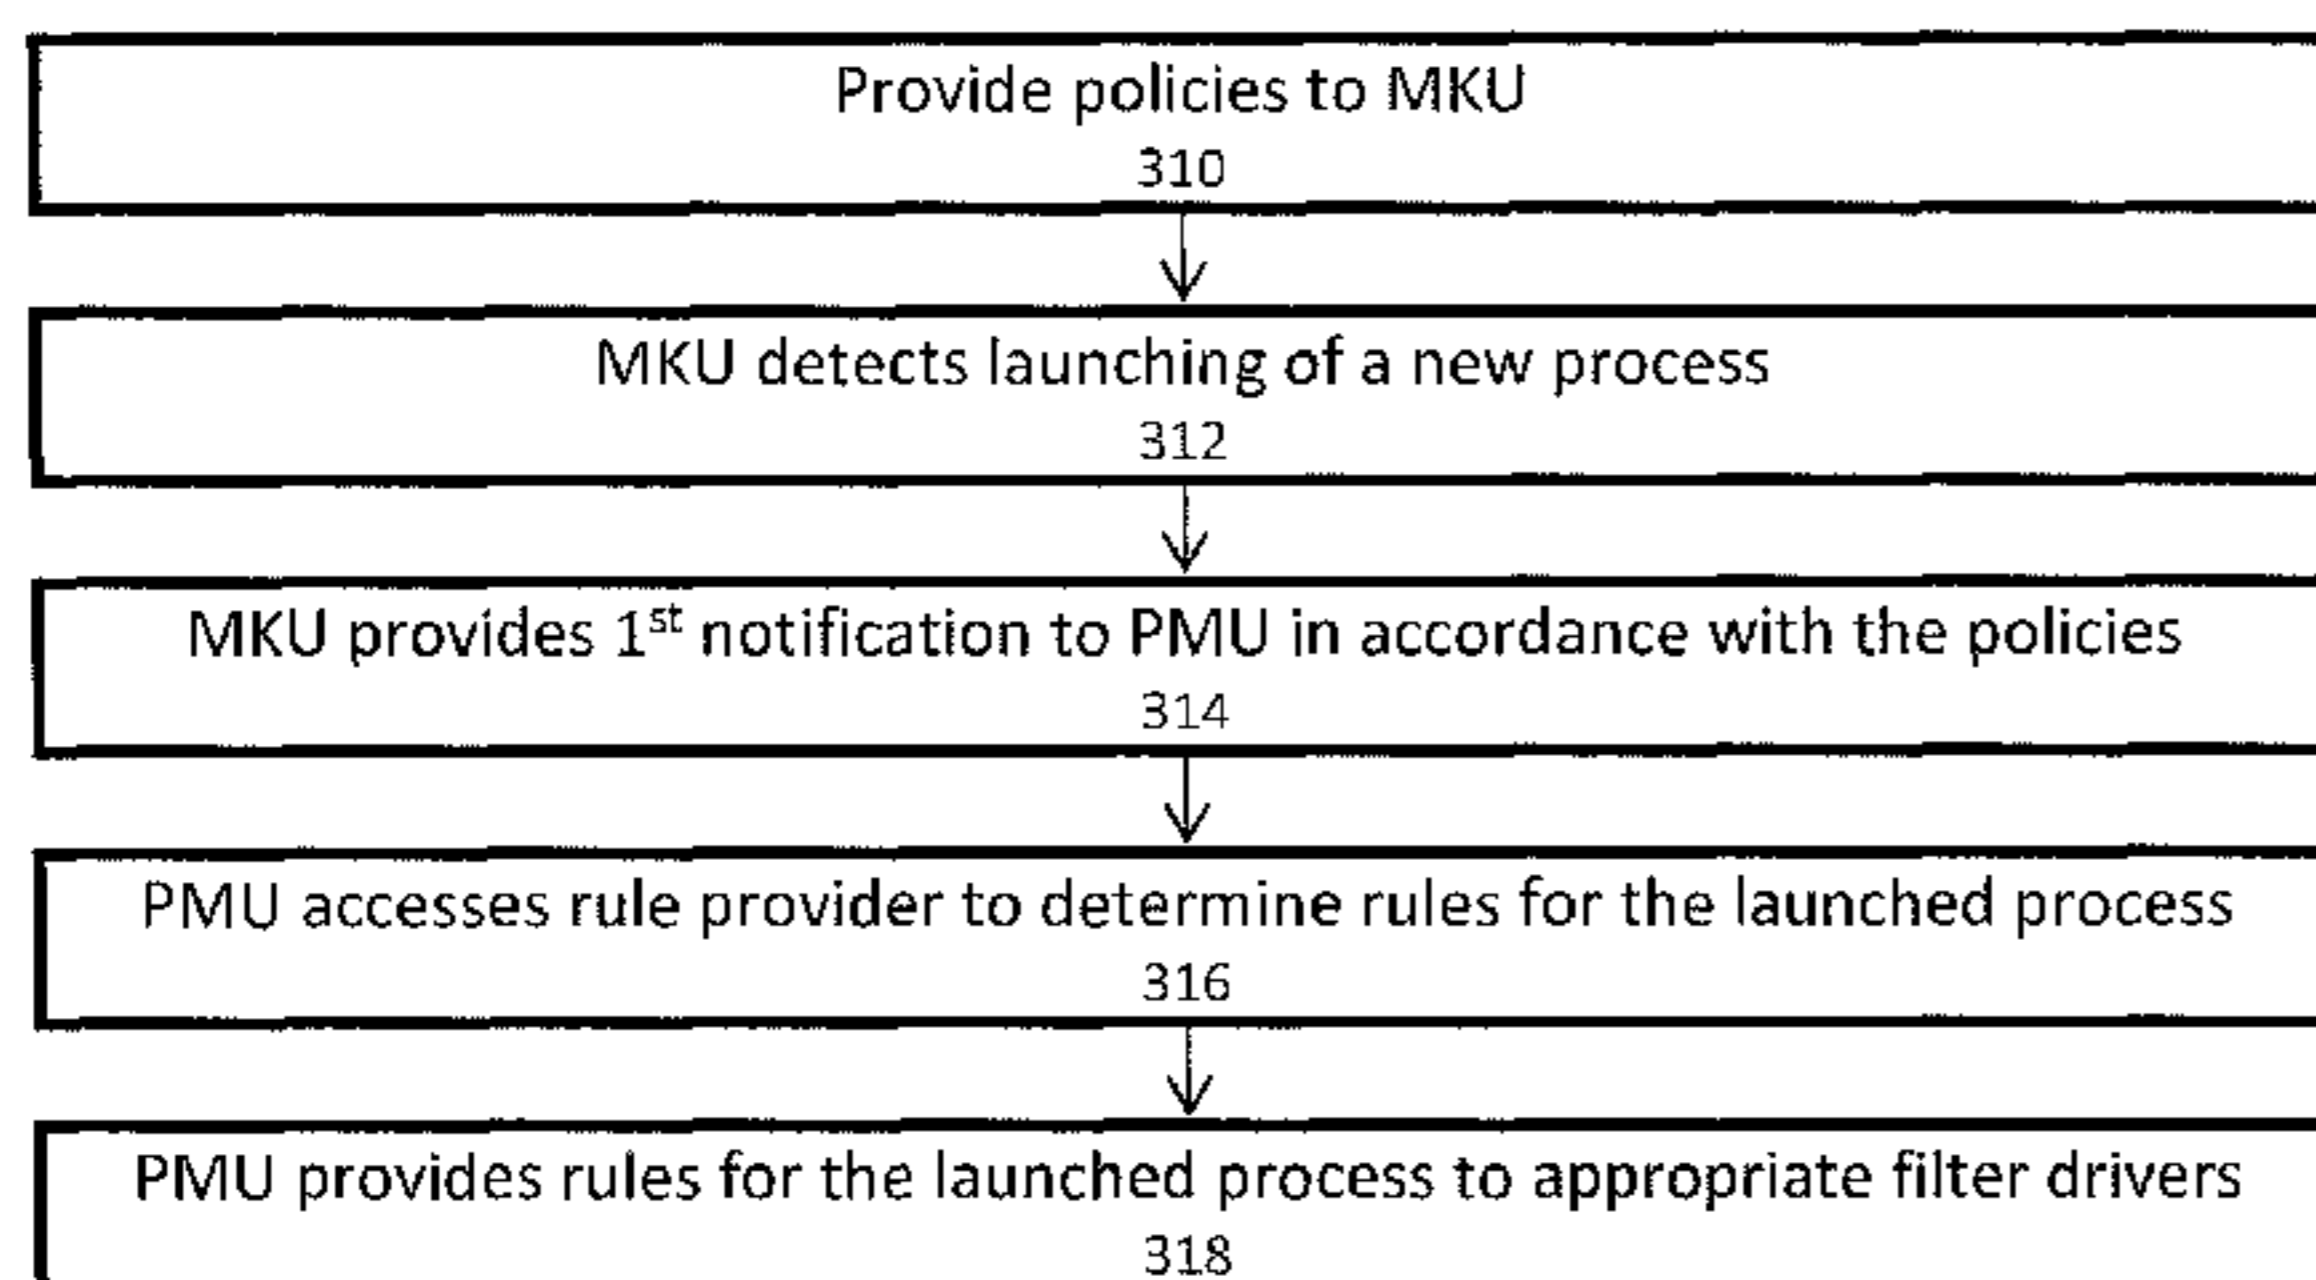 Provide policies to MKU
310
MKU detects launching of a new process
312
MKU provides 1st notification to PMU in accordance with the policies
314
PMU accesses rule provider to determine rules for the launched process
316
PMU provides rules for the launched process to appropriate filter drivers
318